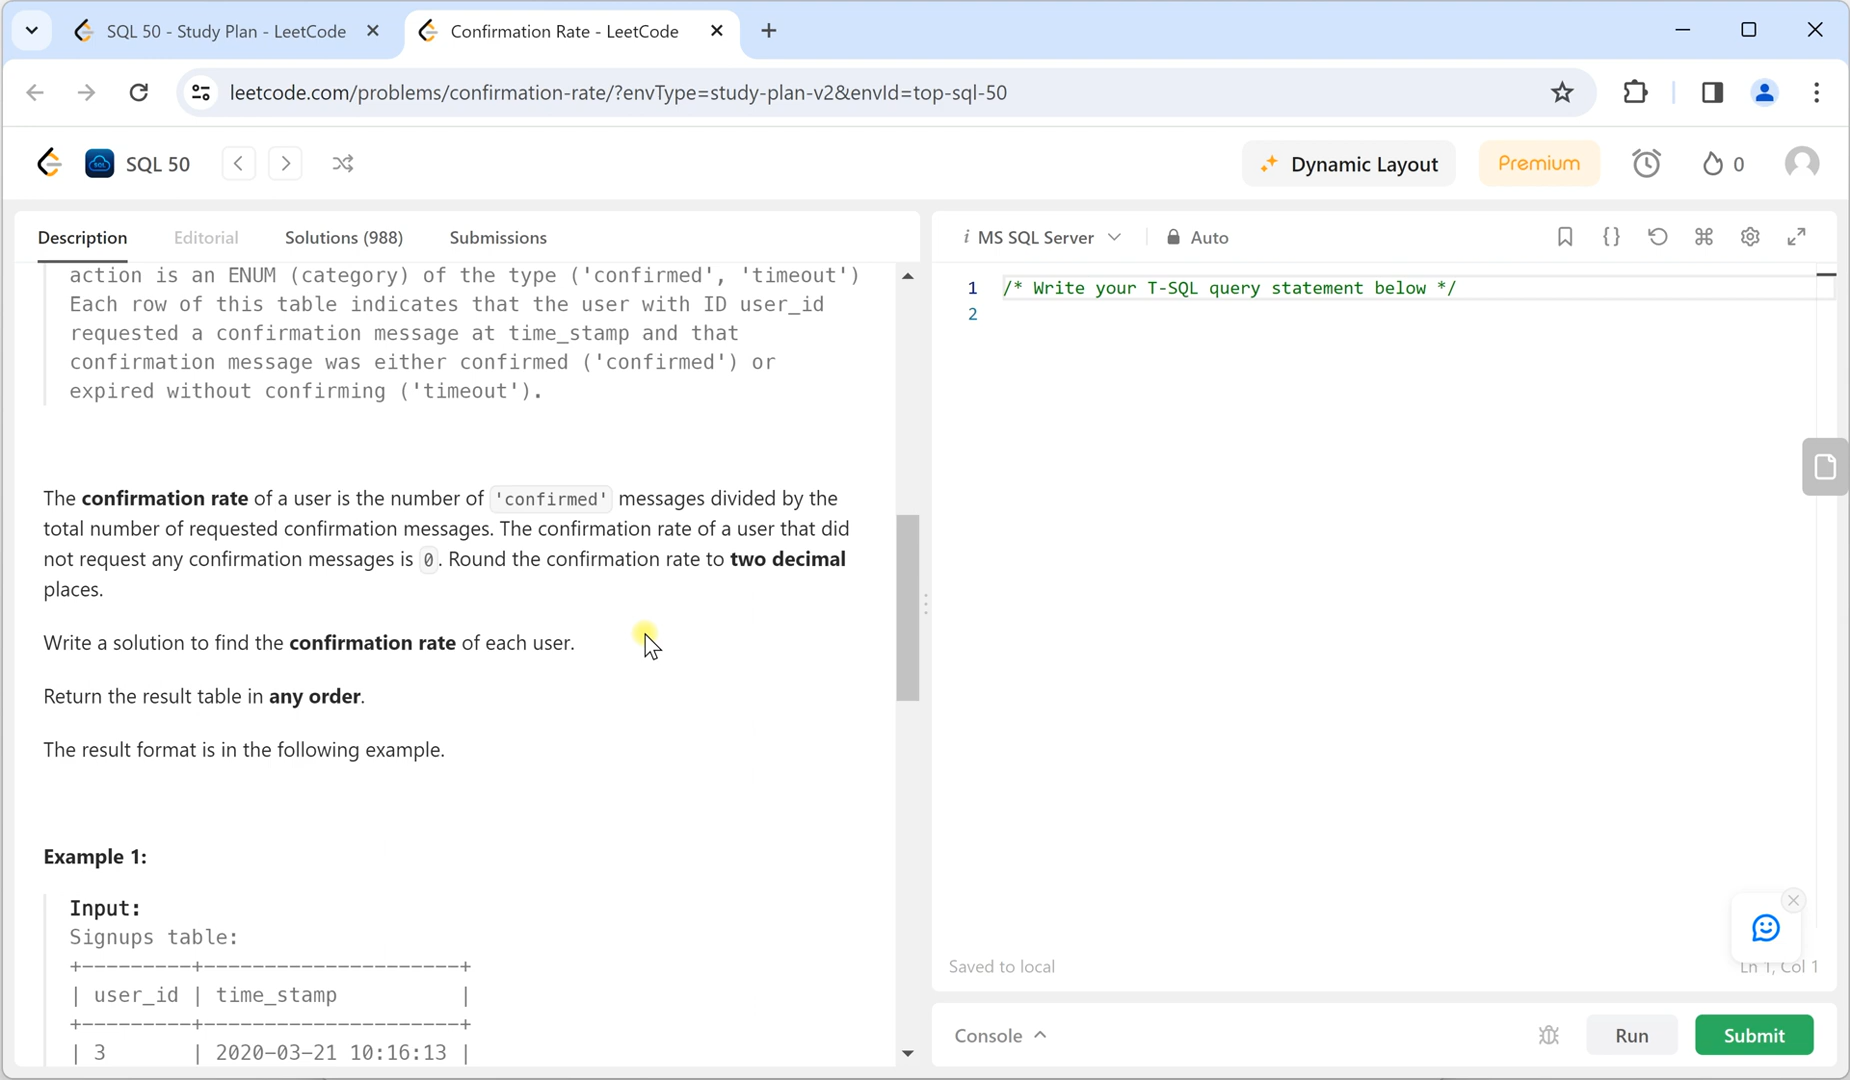 SQL 50 - Study Plan - LeetCode
Confirmation Rate - LeetCode
leetcode.com/problems/confirmation-rate/?envType=study-plan-v2&envId=top-sql-50
SQL 50
Dynamic Layout
Premium
0
Description
Editorial
Solutions (988)
Submissions
action is an ENUM (category) of the type ('confirmed', 'timeout')
Each row of this table indicates that the user with ID user_id
requested a confirmation message at time_stamp and that
confirmation message was either confirmed ('confirmed') or
expired without confirming ('timeout').
The confirmation rate of a user is the number of 'confirmed' messages divided by the
total number of requested confirmation messages. The confirmation rate of a user that did
not request any confirmation messages is 0. Round the confirmation rate to two decimal
places.
Write a solution to find the confirmation rate of each user.
Return the result table in any order.
The result format is in the following example.
Example 1:
Input:
Signups table:
+---------+---------------------+
| user_id | time_stamp          |
+---------+---------------------+
| 3       | 2020-03-21 10:16:13 |
i MS SQL Server
Auto
1 /* Write your T-SQL query statement below */
2
Saved to local
Ln 1, Col 1
Console
Run
Submit